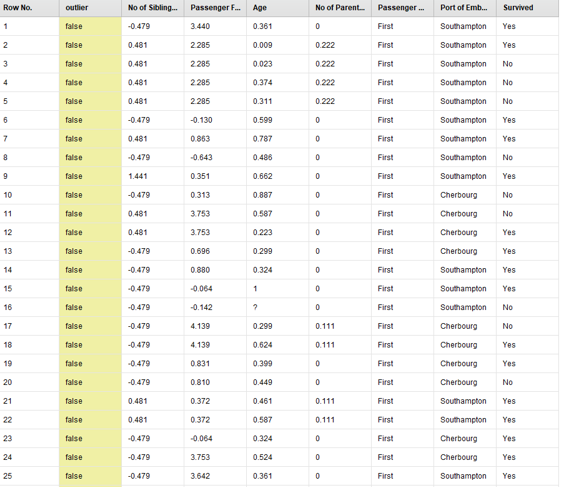 Row No. outlier No of Sibling... Passenger F... Age No of Parent... Passenger ... Port of Emb... Survived
1 false -0.479 3.440 0.361 0 First Southampton Yes
2 false 0.481 2.285 0.009 0.222 First Southampton Yes
3 false 0.481 2.285 0.023 0.222 First Southampton No
4 false 0.481 2.285 0.374 0.222 First Southampton No
5 false 0.481 2.285 0.311 0.222 First Southampton No
6 false -0.479 -0.130 0.599 0 First Southampton Yes
7 false 0.481 0.863 0.787 0 First Southampton Yes
8 false -0.479 -0.643 0.486 0 First Southampton No
9 false 1.441 0.351 0.662 0 First Southampton Yes
10 false -0.479 0.313 0.887 0 First Cherbourg No
11 false 0.481 3.753 0.587 0 First Cherbourg No
12 false 0.481 3.753 0.223 0 First Cherbourg Yes
13 false -0.479 0.696 0.299 0 First Cherbourg Yes
14 false -0.479 0.880 0.324 0 First Southampton Yes
15 false -0.479 -0.064 1 0 First Southampton Yes
16 false -0.479 -0.142 ? 0 First Southampton No
17 false -0.479 4.139 0.299 0.111 First Cherbourg No
18 false -0.479 4.139 0.624 0.111 First Cherbourg Yes
19 false -0.479 0.831 0.399 0 First Cherbourg Yes
20 false -0.479 0.810 0.449 0 First Cherbourg No
21 false 0.481 0.372 0.461 0.111 First Southampton Yes
22 false 0.481 0.372 0.587 0.111 First Southampton Yes
23 false -0.479 -0.064 0.324 0 First Cherbourg Yes
24 false -0.479 3.753 0.524 0 First Cherbourg Yes
25 false -0.479 3.642 0.361 0 First Southampton Yes